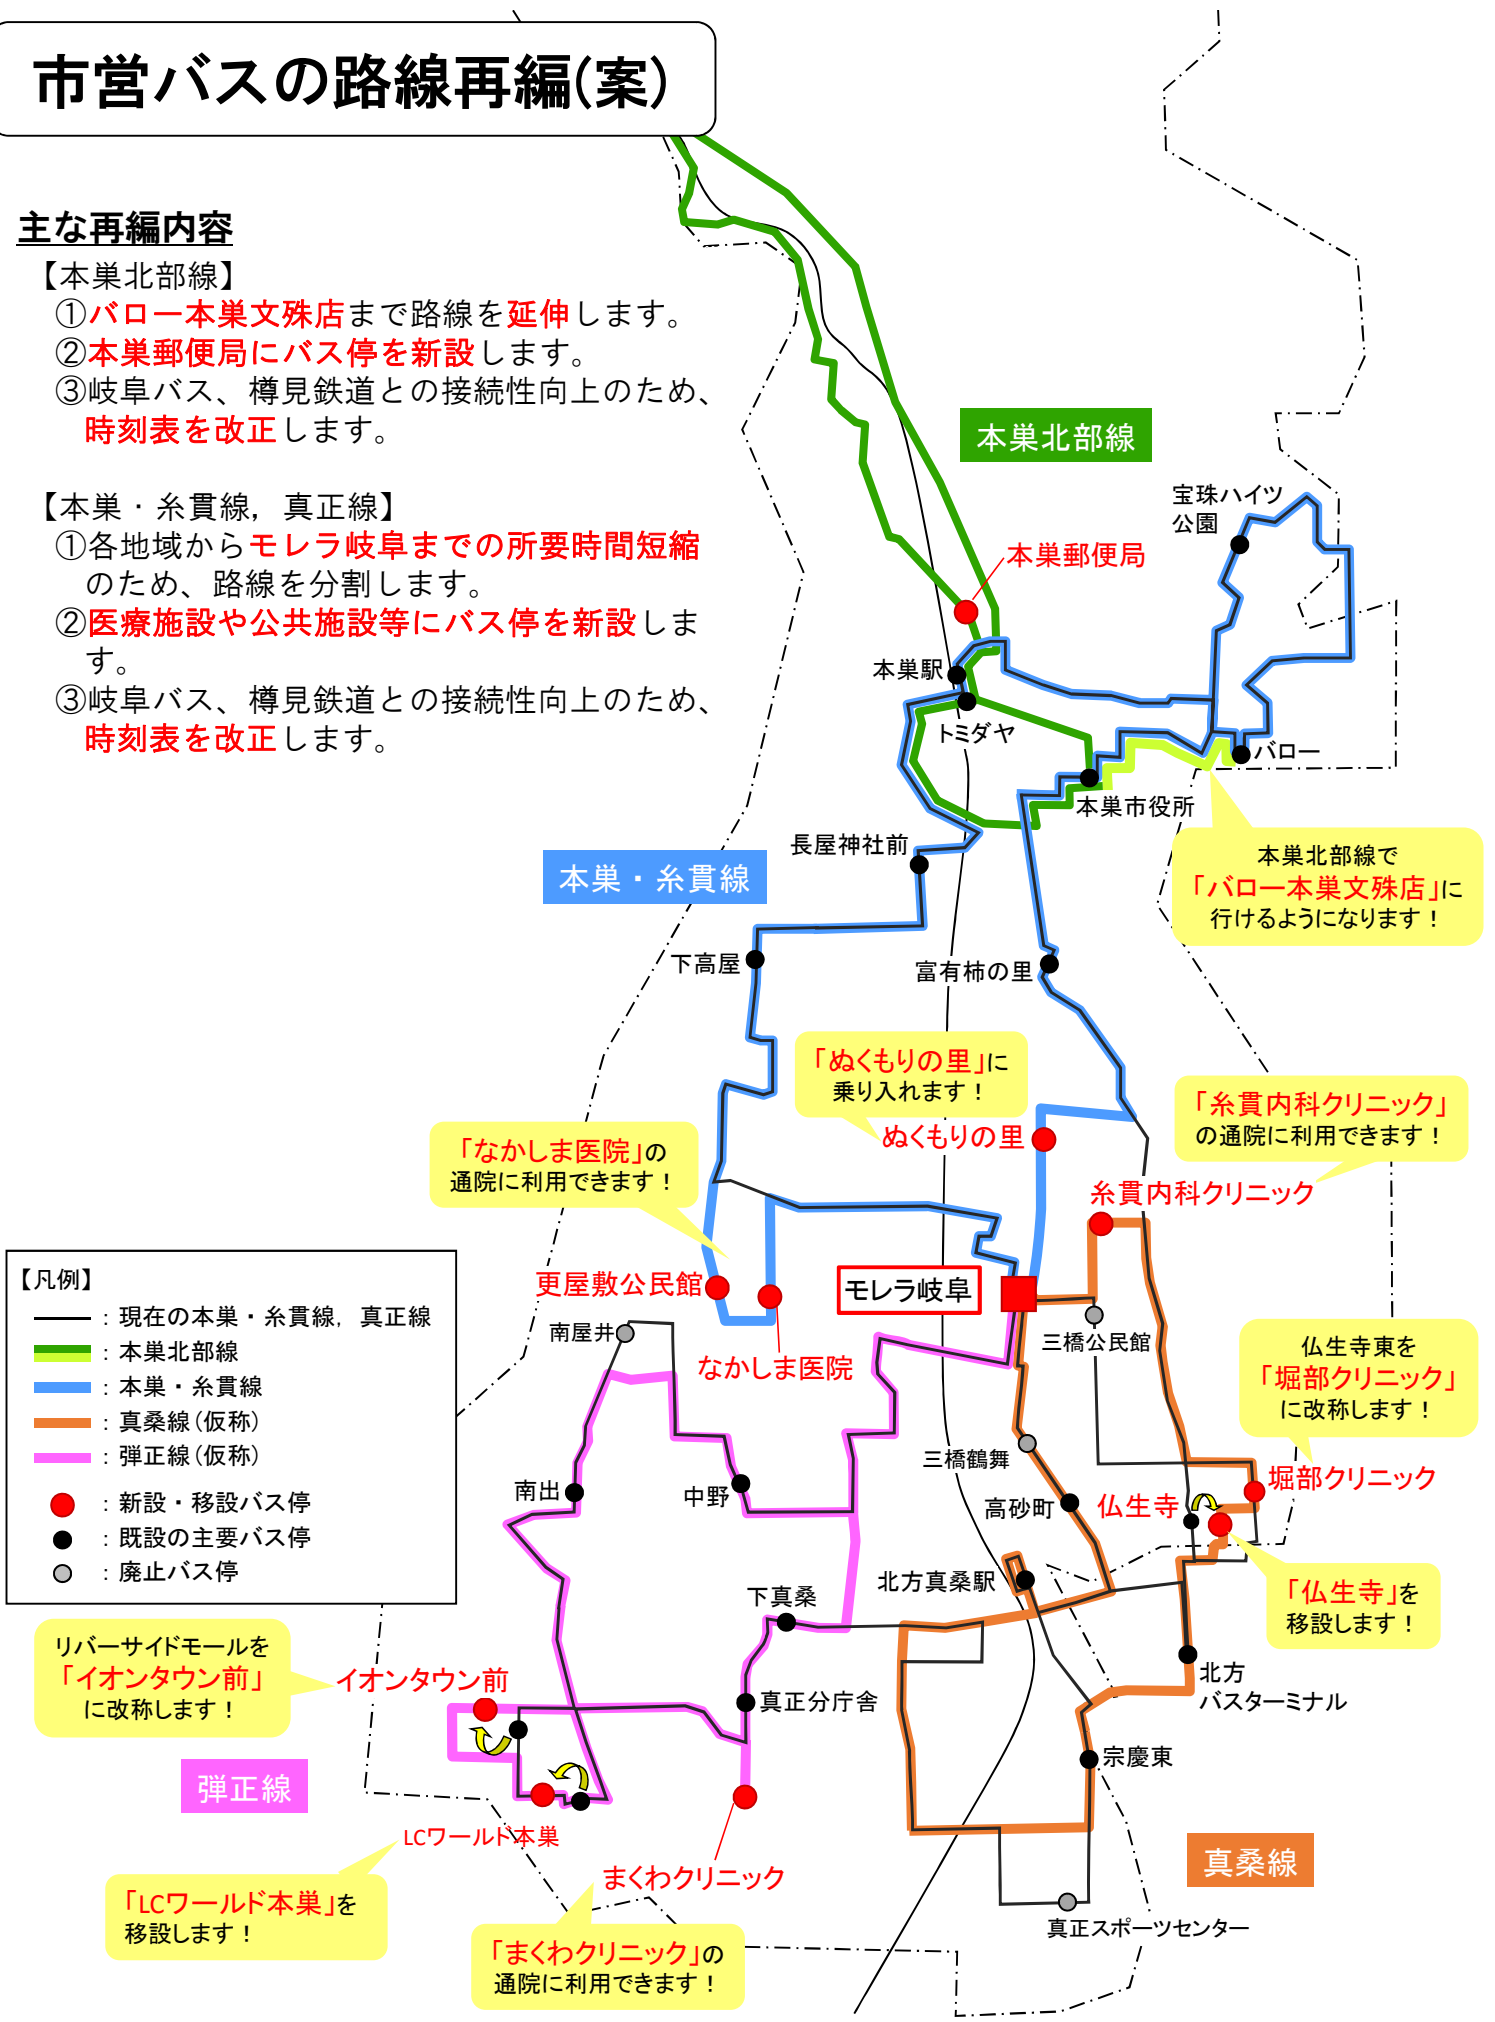 市営バスの路線再編(案)
主な再編内容
【本巣北部線】
①バロー本巣文殊店まで路線を延伸します。
②本巣郵便局にバス停を新設します。
③岐阜バス、樽見鉄道との接続性向上のため、
時刻表を改正します。
【本巣・糸貫線，真正線】
①各地域からモレラ岐阜までの所要時間短縮
のため、路線を分割します。
②医療施設や公共施設等にバス停を新設しま
す。
③岐阜バス、樽見鉄道との接続性向上のため、
時刻表を改正します。
本巣北部線
宝珠ハイツ
公園
本巣郵便局
本巣駅
トミダヤ
バロー
本巣市役所
長屋神社前
本巣・糸貫線
本巣北部線で
「バロー本巣文殊店」に
行けるようになります！
下高屋
富有柿の里
「ぬくもりの里」に
乗り入れます！
ぬくもりの里
「糸貫内科クリニック」
の通院に利用できます！
「なかしま医院」の
通院に利用できます！
糸貫内科クリニック
更屋敷公民館
モレラ岐阜
南屋井
三橋公民館
なかしま医院
仏生寺東を
「堀部クリニック」
に改称します！
【凡例】
：現在の本巣・糸貫線，真正線
：本巣北部線
：本巣・糸貫線
：真桑線(仮称)
：弾正線(仮称)
：新設・移設バス停
：既設の主要バス停
：廃止バス停
三橋鶴舞
堀部クリニック
南出
中野
高砂町
仏生寺
北方真桑駅
下真桑
「仏生寺」を
移設します！
リバーサイドモールを
「イオンタウン前」
に改称します！
イオンタウン前
真正分庁舎
北方
バスターミナル
宗慶東
弾正線
LCワールド本巣
真桑線
まくわクリニック
「LCワールド本巣」を
移設します！
真正スポーツセンター
「まくわクリニック」の
通院に利用できます！